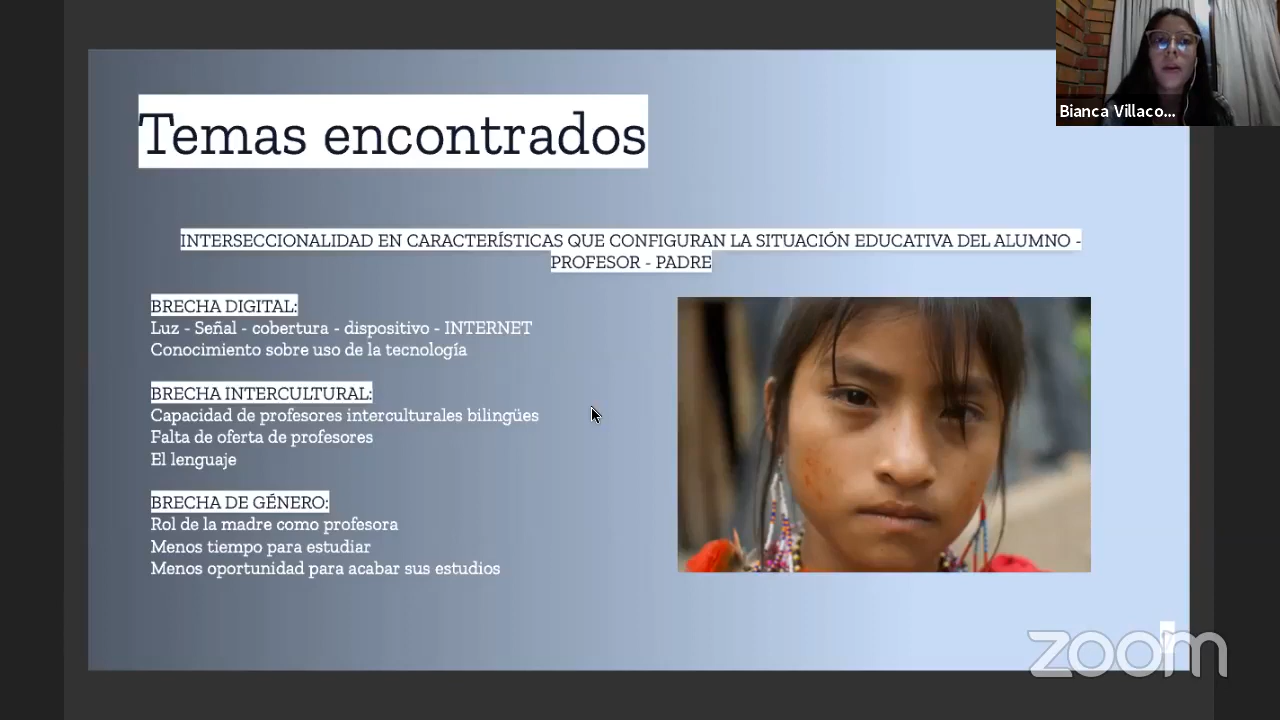 Bianca Villaco...
Temas encontrados
INTERSECCIONALIDAD EN CARACTERÍSTICAS QUE CONFIGURAN LA SITUACIÓN EDUCATIVA DEL ALUMNO -
PROFESOR - PADRE
BRECHA DIGITAL:
Luz - Señal - cobertura - dispositivo - INTERNET
Conocimiento sobre uso de la tecnología
BRECHA INTERCULTURAL:
Capacidad de profesores interculturales bilingües
Falta de oferta de profesores
El lenguaje
BRECHA DE GÉNERO:
Rol de la madre como profesora
Menos tiempo para estudiar
Menos oportunidad para acabar sus estudios
zoom